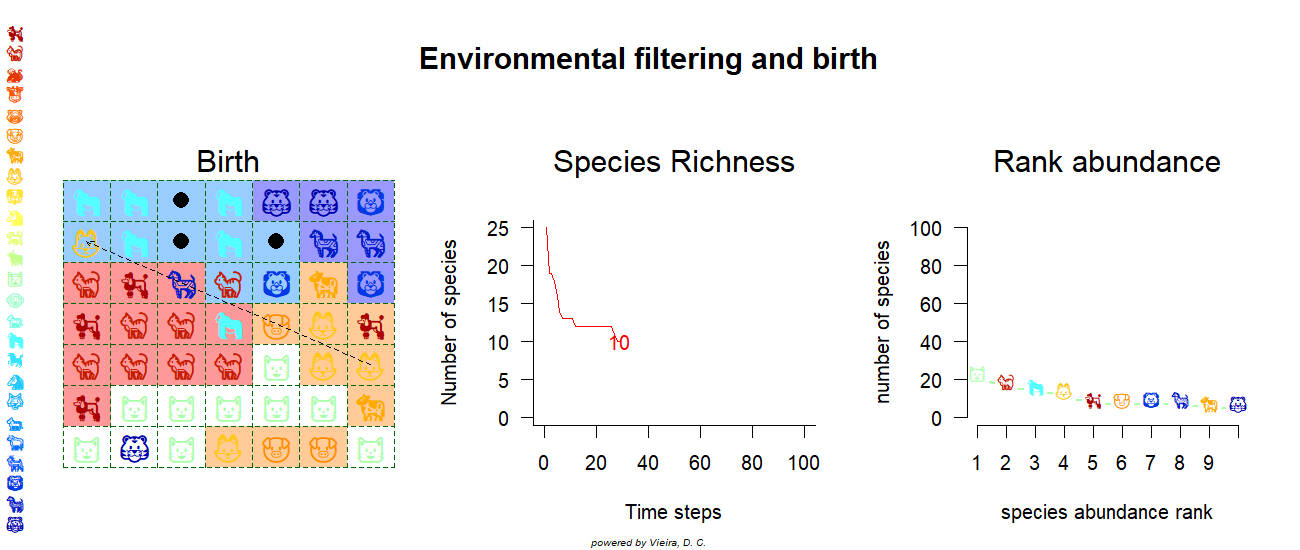 Environmental filtering and birth
Birth
Species Richness
Number of species
25
20
15
10
5
0
10
0 20 40 60 80 100
Time steps
Rank abundance
number of species
100
80
60
40
20
0
1 2 3 4 5 6 7 8 9
species abundance rank
powered by Vieira, D. C.